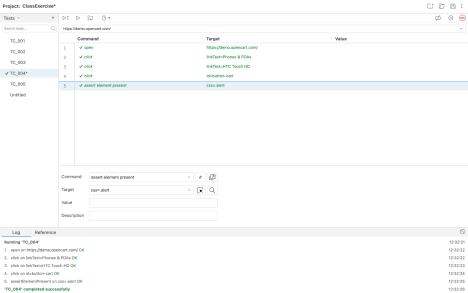 Project: ClassExercise*
Tests
Search tests...
TC_001
TC_002
TC_003
✓ TC_004*
TC_005
Untitled
https://demo.opencart.com/
Command Target Value
1 ✓ open https://demo.opencart.com/
2 ✓ click linkText=Phones & PDAs
3 ✓ click linkText=HTC Touch HD
4 ✓ click id=button-cart
5 ✓ assert element present css=.alert
Command assert element present //
Target css=.alert
Value
Description
Log Reference
Running 'TC_004' 12:32:21
1. open on https://demo.opencart.com/ OK 12:32:22
2. click on linkText=Phones & PDAs OK 12:32:22
3. click on linkText=HTC Touch HD OK 12:32:23
4. click on id=button-cart OK 12:32:24
5. assertElementPresent on css=.alert OK 12:32:25
'TC_004' completed successfully 12:32:26